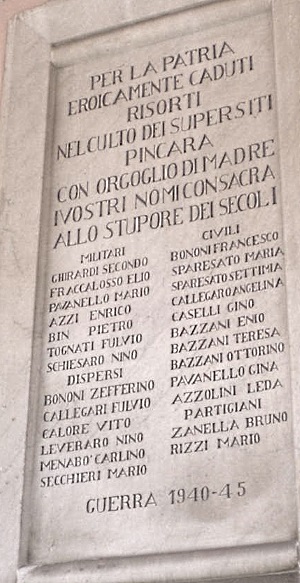 PER LA PATRIA
EROICAMENTE CADUTI
RISORTI
NEL CULTO DEI SUPERSITI
PINCARA
CON ORGOGLIO DI MADRE
I VOSTRI NOMI CONSACRA
ALLO STUPORE DEI SECOLI
MILITARI
GHIRARDI SECONDO
FRACCALOSSO ELIO
PAVANELLO MARIO
AZZI ENRICO
BIN PIETRO
TOGNATI FULVIO
SCHIESARO NINO
DISPERSI
BONONI ZEFFERINO
CALLEGARI FULVIO
CALORE VITO
LEVERARO NINO
MENABO' CARLINO
SECCHIERI MARIO
CIVILI
BONONI FRANCESCO
SPARESATO MARIA
SPARESATO SETTIMIA
CALLEGARO ANGELINA
CASELLI GINO
BAZZANI ENIO
BAZZANI TERESA
BAZZANI OTTORINO
PAVANELLO GINA
AZZOLINI LEDA
PARTIGIANI
ZANELLA BRUNO
RIZZI MARIO
GUERRA 1940-45